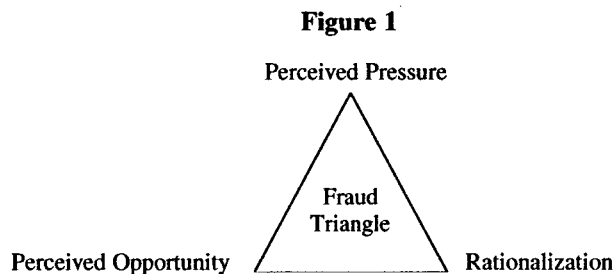 Figure 1
Perceived Pressure
Fraud
Triangle
Perceived Opportunity
Rationalization